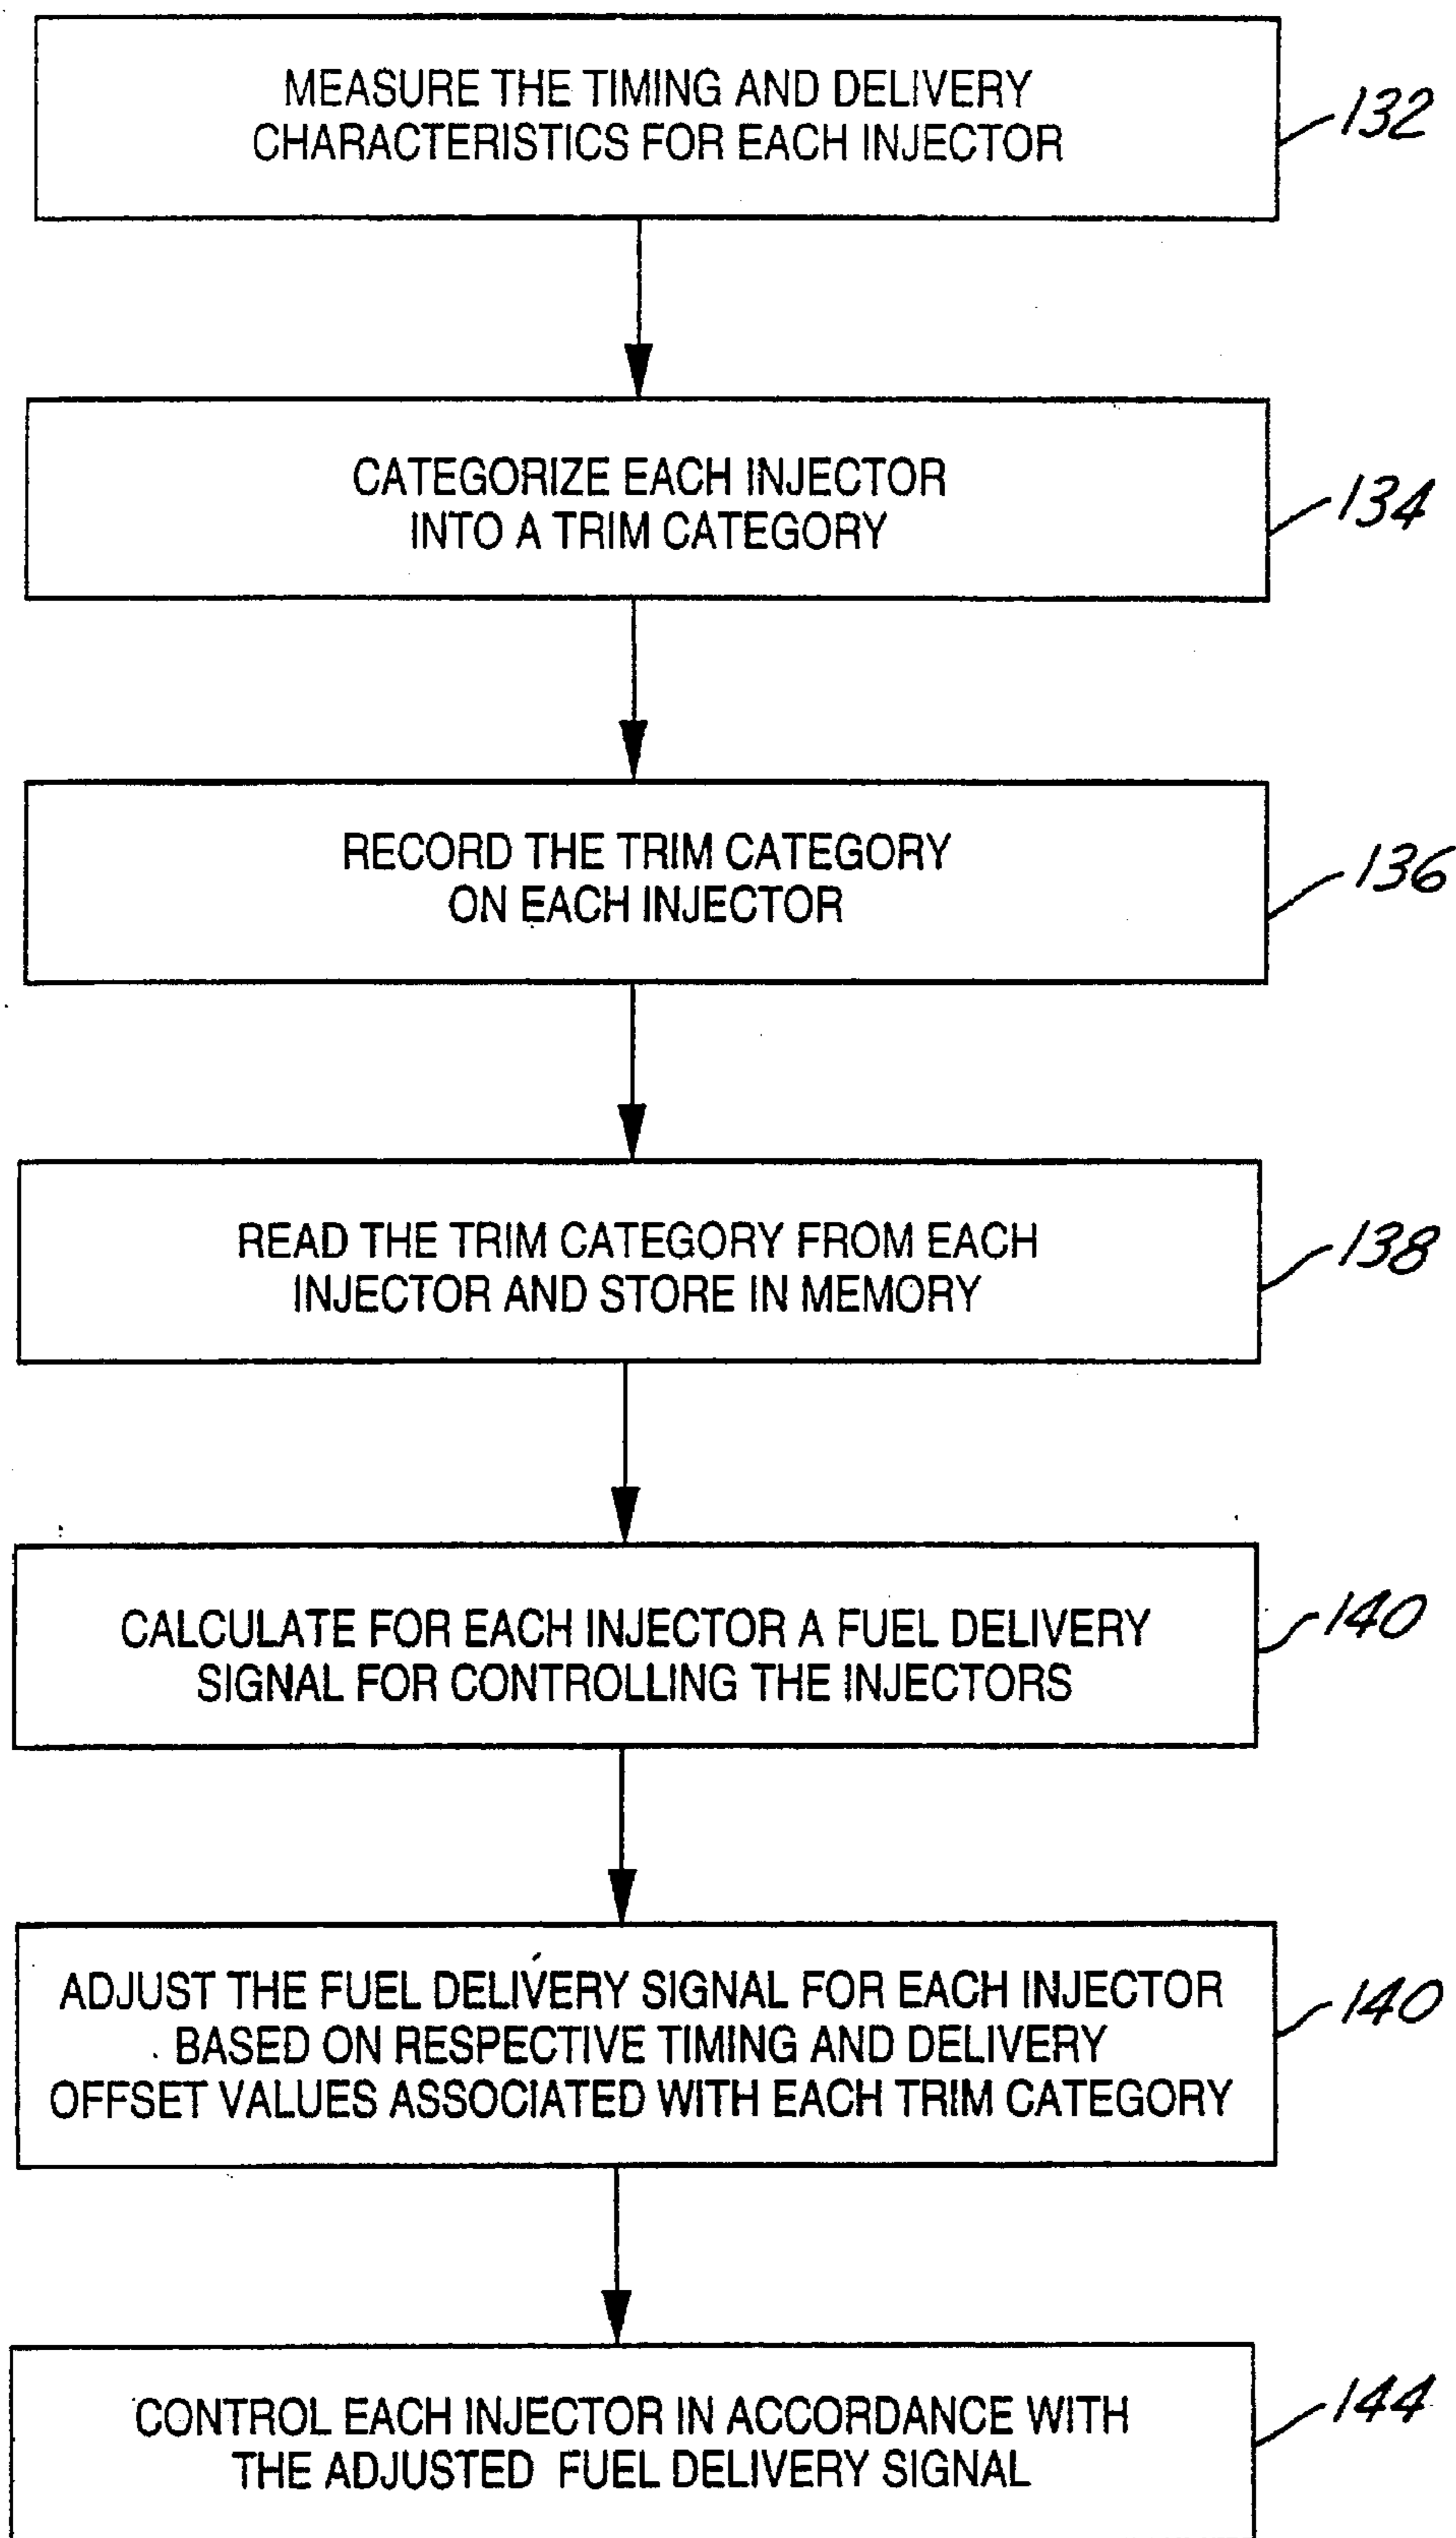 MEASURE THE TIMING AND DELIVERY
CHARACTERISTICS FOR EACH INJECTOR
132
CATEGORIZE EACH INJECTOR
INTO A TRIM CATEGORY
134
RECORD THE TRIM CATEGORY
ON EACH INJECTOR
136
READ THE TRIM CATEGORY FROM EACH
INJECTOR AND STORE IN MEMORY
138
CALCULATE FOR EACH INJECTOR A FUEL DELIVERY
SIGNAL FOR CONTROLLING THE INJECTORS
140
ADJUST THE FUEL DELIVERY SIGNAL FOR EACH INJECTOR
BASED ON RESPECTIVE TIMING AND DELIVERY
OFFSET VALUES ASSOCIATED WITH EACH TRIM CATEGORY
140
CONTROL EACH INJECTOR IN ACCORDANCE WITH
THE ADJUSTED FUEL DELIVERY SIGNAL
144